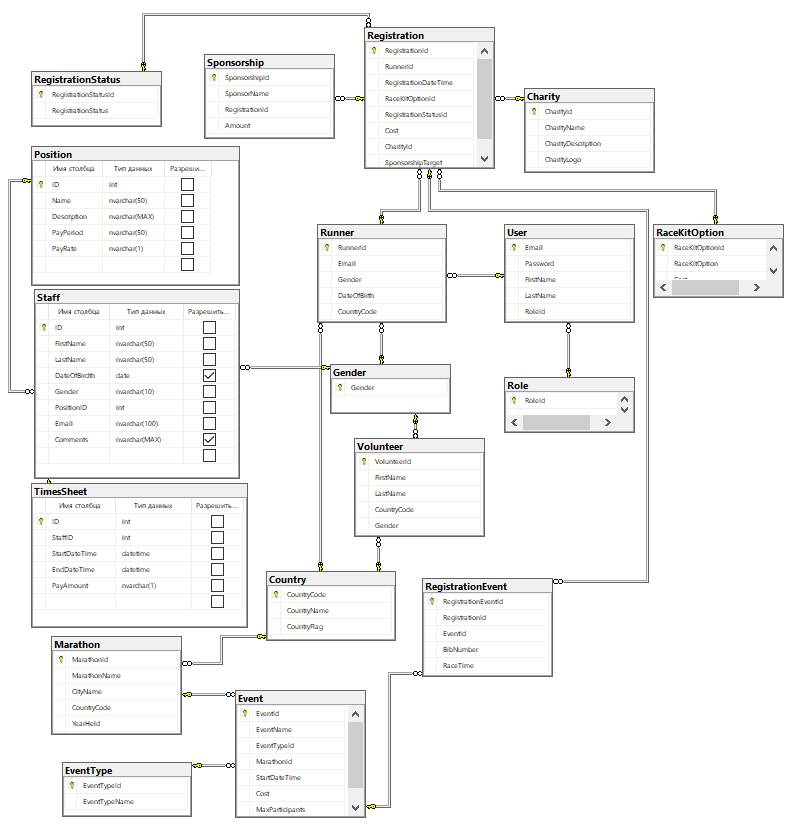 Registration
RegistrationId
RunnerId
RegistrationDateTime
RaceKitOptionId
RegistrationStatusId
Cost
CharityId
SponsorshipTarget
Sponsorship
SponsorshipId
SponsorName
RegistrationId
Amount
RegistrationStatus
RegistrationStatusId
RegistrationStatus
Charity
CharityId
CharityName
CharityDescription
CharityLogo
Position
Имя столбца Тип данных Разреши...
ID int
Name nvarchar(50)
Description nvarchar(MAX)
PayPeriod nvarchar(50)
PayRate nvarchar(1)
Runner
RunnerId
Email
Gender
DateOfBirth
CountryCode
User
Email
Password
FirstName
LastName
RoleId
RaceKitOption
RaceKitOptionId
RaceKitOption
Cost
Staff
Имя столбца Тип данных Разрешить...
ID int
FirstName nvarchar(50)
LastName nvarchar(50)
DateOfBirdth date
Gender nvarchar(10)
PositionID int
Email nvarchar(100)
Comments nvarchar(MAX)
Gender
Gender
Role
RoleId
Volunteer
VolunteerId
FirstName
LastName
CountryCode
Gender
TimesSheet
Имя столбца Тип данных Разрешить...
ID int
StaffID int
StartDateTime datetime
EndDateTime datetime
PayAmount nvarchar(1)
Country
CountryCode
CountryName
CountryFlag
RegistrationEvent
RegistrationEventId
RegistrationId
EventId
BibNumber
RaceTime
Marathon
MarathonId
MarathonName
CityName
CountryCode
YearHeld
Event
EventId
EventName
EventTypeId
MarathonId
StartDateTime
Cost
MaxParticipants
EventType
EventTypeId
EventTypeName